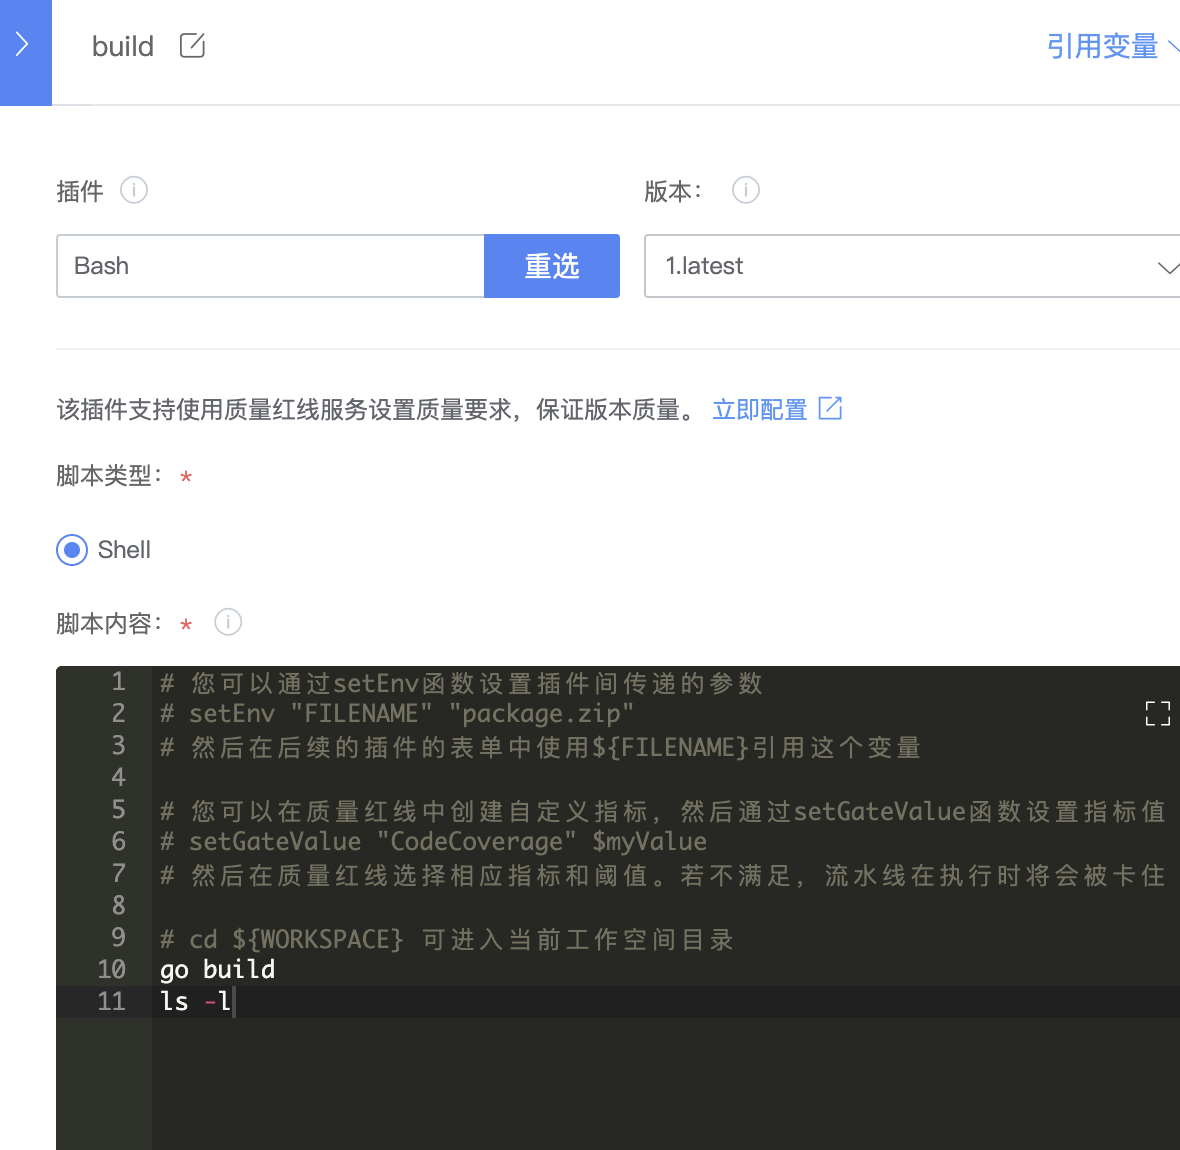 build
引用变量
插件
版本：
Bash
重选
1.latest
该插件支持使用质量红线服务设置质量要求，保证版本质量。 立即配置
脚本类型： *
Shell
脚本内容： *
1 # 您可以通过setEnv函数设置插件间传递的参数
2 # setEnv "FILENAME" "package.zip"
3 # 然后在后续的插件的表单中使用${FILENAME}引用这个变量
4
5 # 您可以在质量红线中创建自定义指标，然后通过setGateValue函数设置指标值
6 # setGateValue "CodeCoverage" $myValue
7 # 然后在质量红线选择相应指标和阈值。若不满足，流水线在执行时将会被卡住
8
9 # cd ${WORKSPACE} 可进入当前工作空间目录
10 go build
11 ls -l